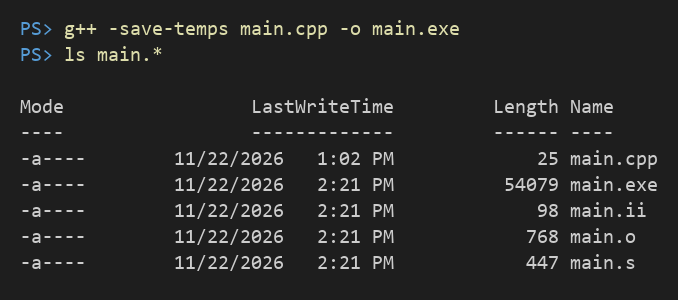 PS> g++ -save-temps main.cpp -o main.exe
PS> ls main.*
Mode                 LastWriteTime         Length Name
----                 -------------         ------ ----
-a----        11/22/2026   1:02 PM             25 main.cpp
-a----        11/22/2026   2:21 PM          54079 main.exe
-a----        11/22/2026   2:21 PM             98 main.ii
-a----        11/22/2026   2:21 PM            768 main.o
-a----        11/22/2026   2:21 PM            447 main.s